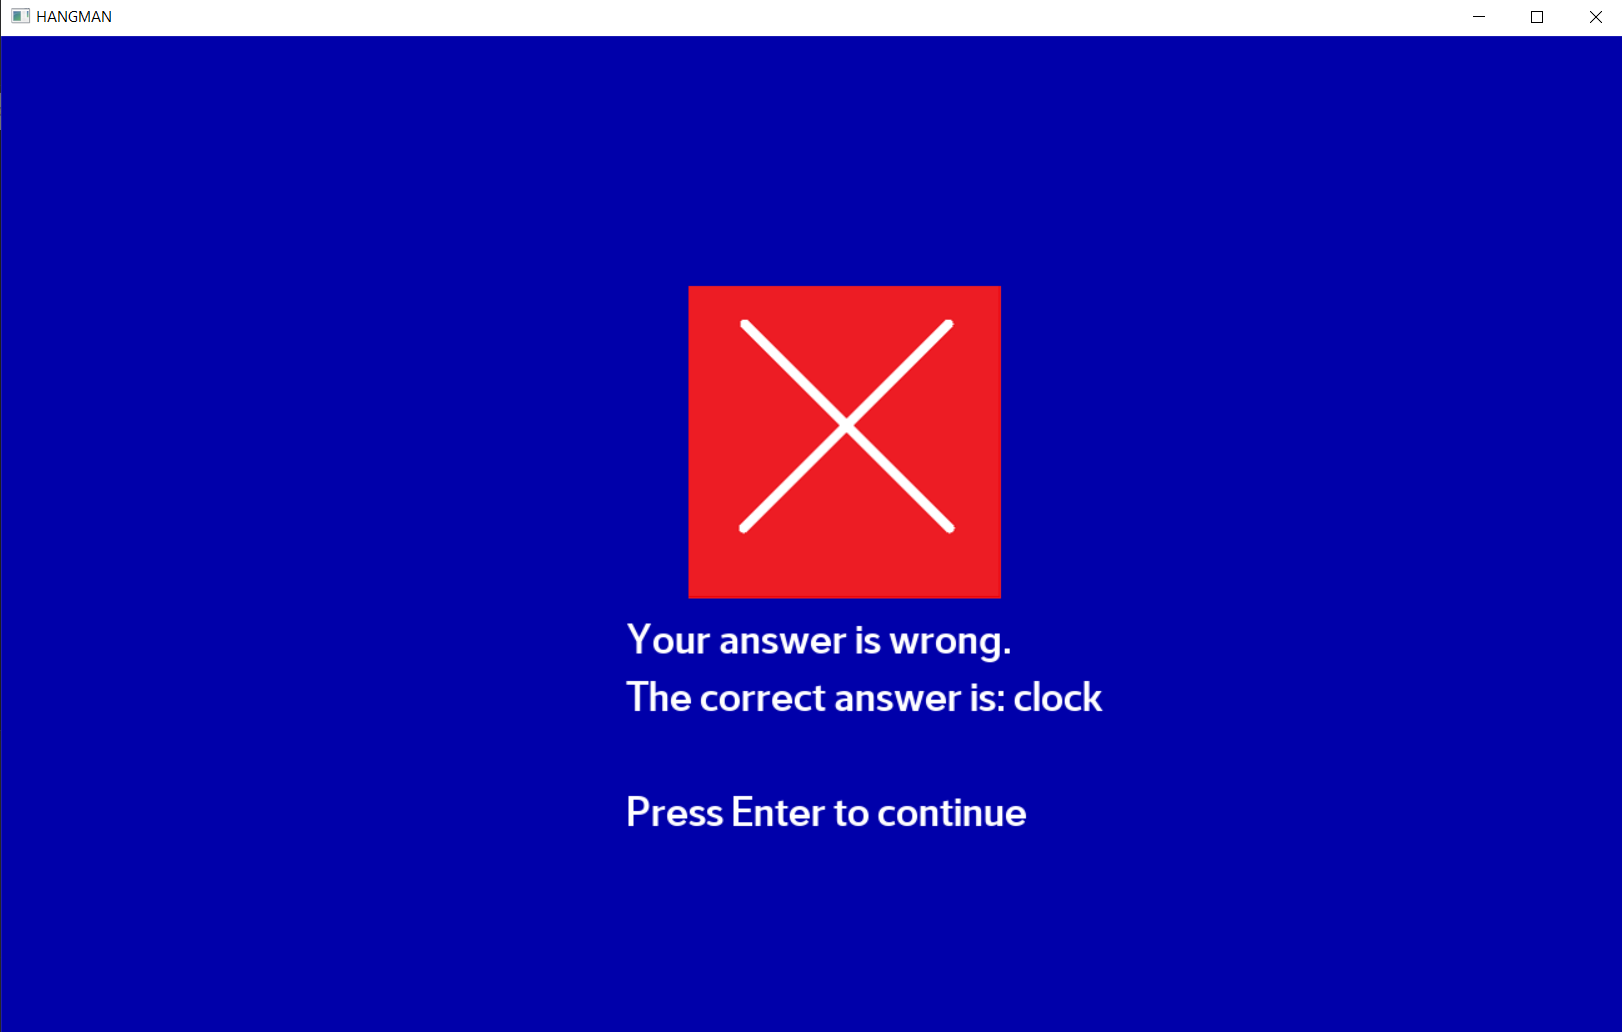 HANGMAN
Your answer is wrong.
The correct answer is: clock
Press Enter to continue